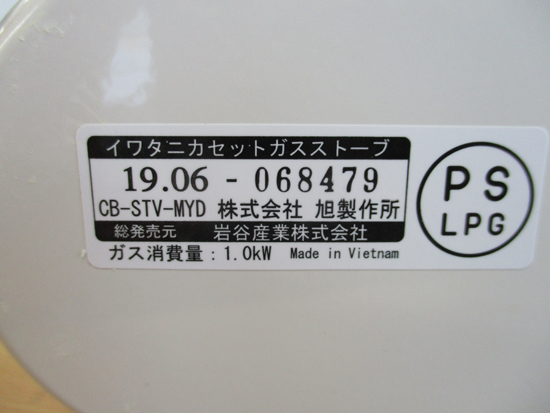 イワタニカセットガスストーブ
19.06 - 068479
CB-STV-MYD 株式会社 旭製作所
総発売元 岩谷産業株式会社
ガス消費量：1.0kW Made in Vietnam
PS
LPG